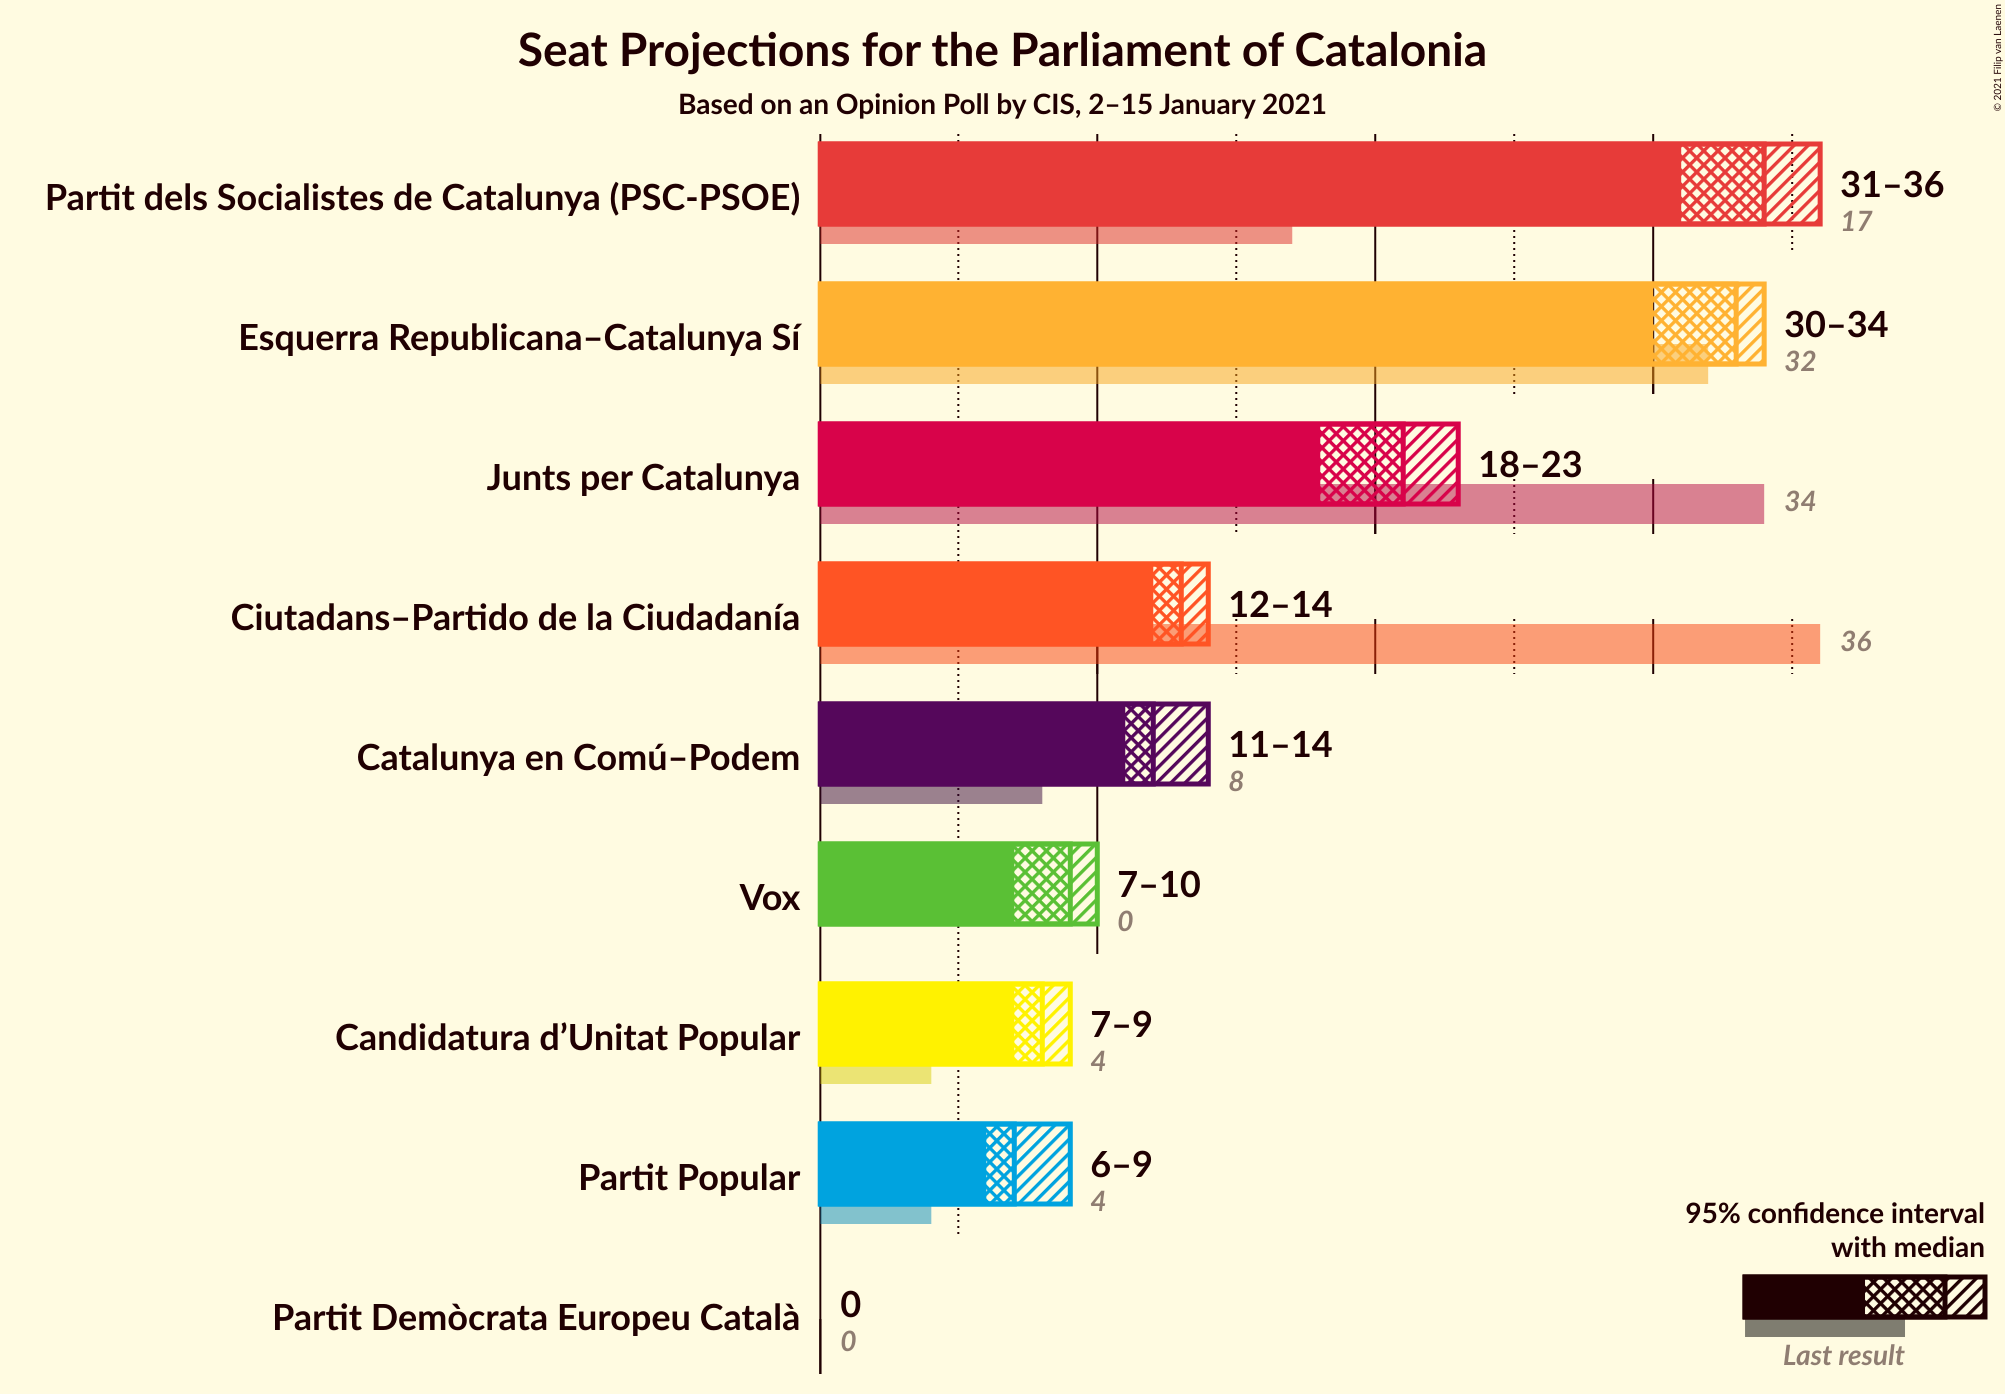 Seat Projections for the Parliament of Catalonia
Based on an Opinion Poll by CIS, 2–15 January 2021
© 2021 Filip van Laenen
Partit dels Socialistes de Catalunya (PSC-PSOE)
31–36
17
Esquerra Republicana–Catalunya Sí
30–34
32
Junts per Catalunya
18–23
34
Ciutadans–Partido de la Ciudadanía
12–14
36
Catalunya en Comú–Podem
11–14
8
Vox
7–10
0
Candidatura d’Unitat Popular
7–9
4
Partit Popular
6–9
4
Partit Demòcrata Europeu Català
0
0
95% confidence interval
with median
Last result